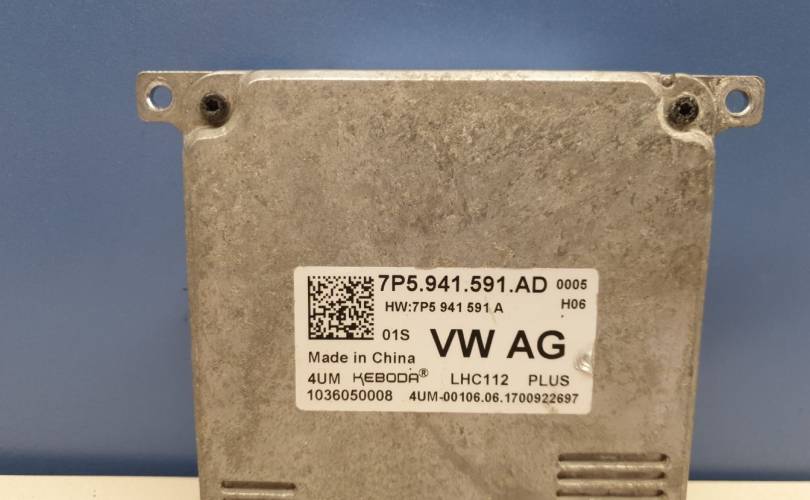 7P5.941.591.AD 0005
HW:7P5 941 591 A H06
01S VW AG
Made in China
4UM KEBODA® LHC112 PLUS
1036050008 4UM-00106.06.1700922697